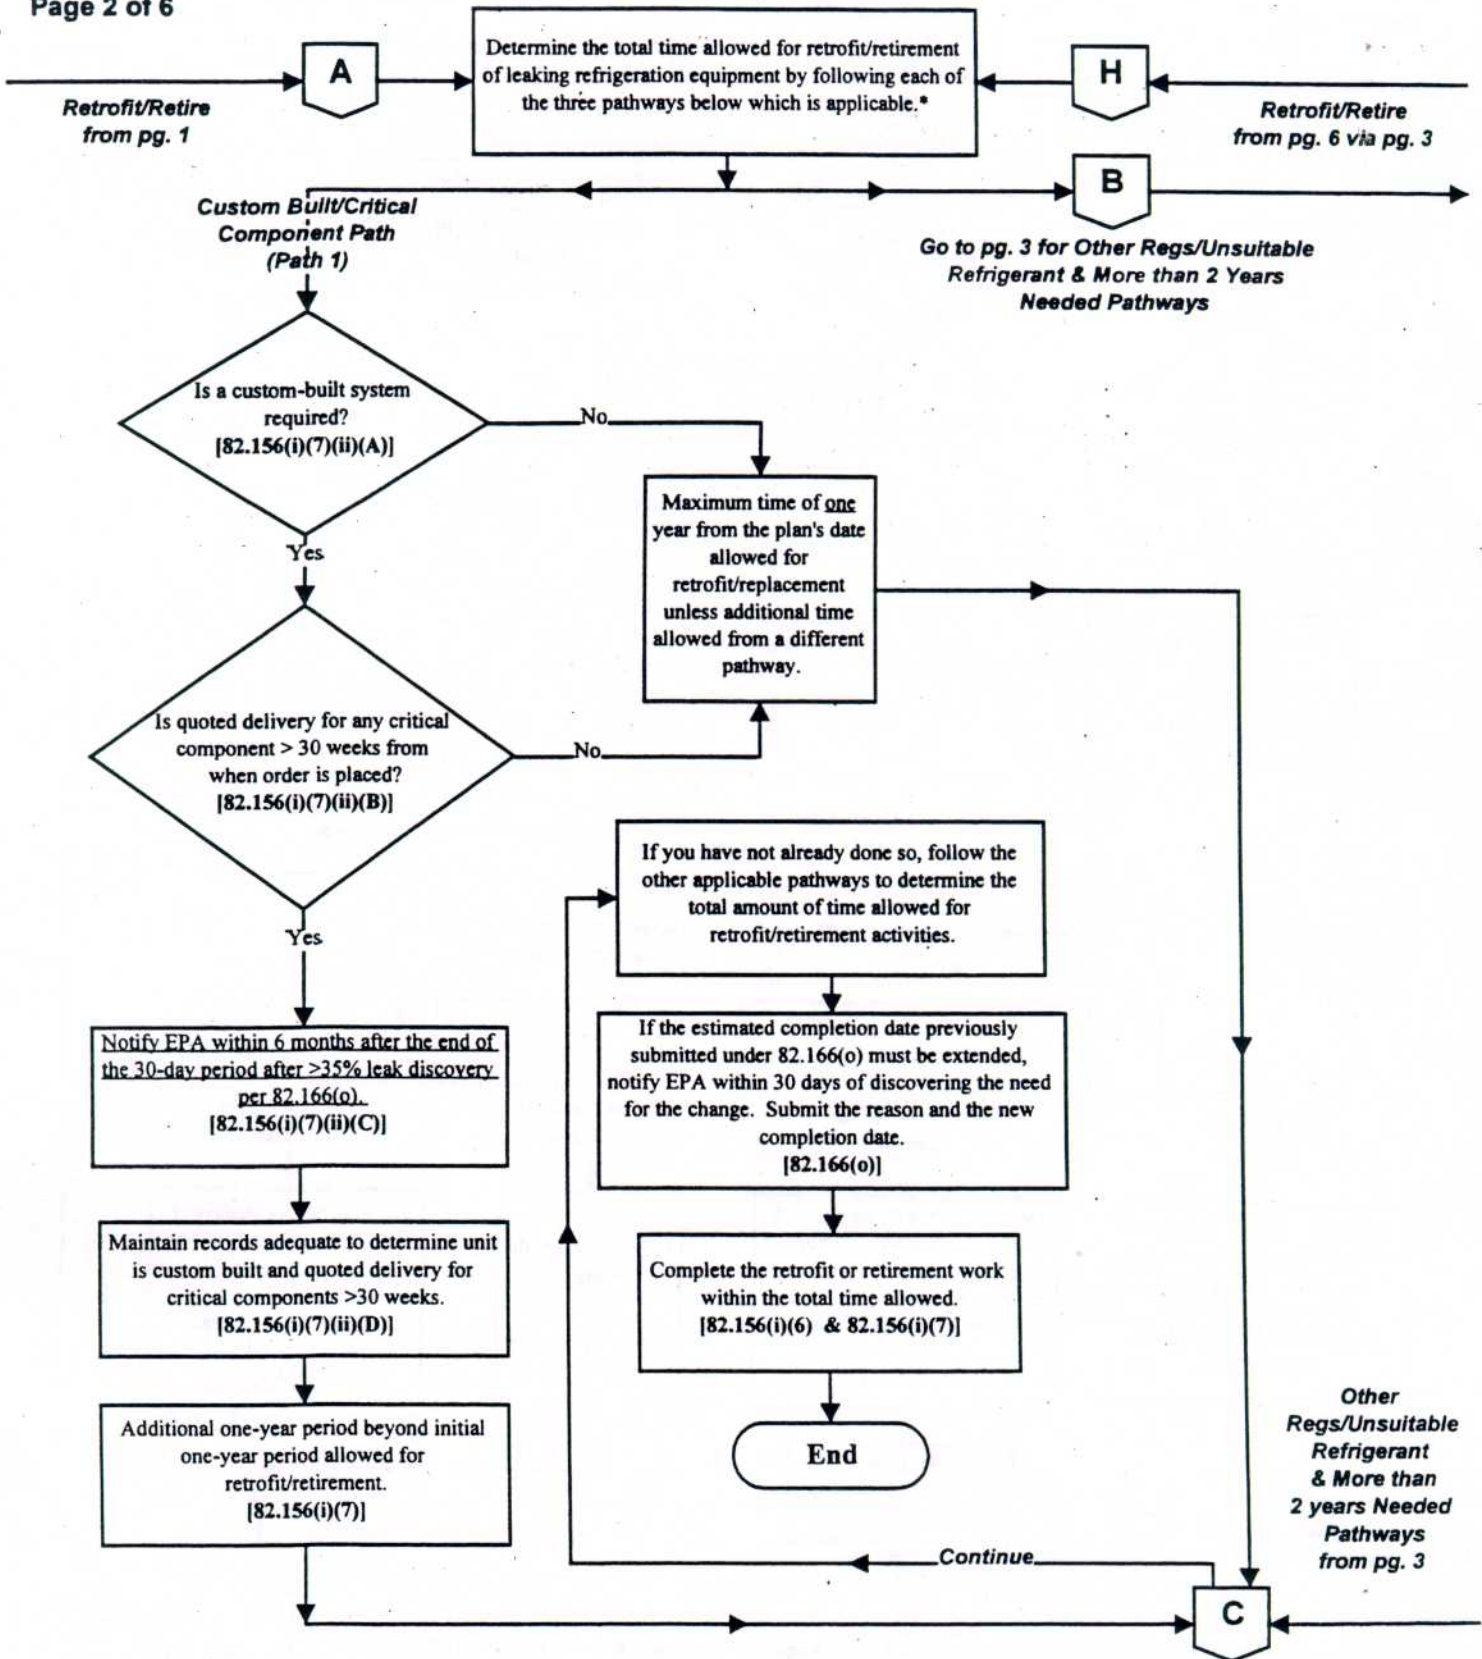 Page 2 of 6
A
Retrofit/Retire
from pg. 1
Determine the total time allowed for retrofit/retirement
of leaking refrigeration equipment by following each of
the three pathways below which is applicable.*
H
Retrofit/Retire
from pg. 6 via pg. 3
B
Go to pg. 3 for Other Regs/Unsuitable
Refrigerant & More than 2 Years
Needed Pathways
Custom Built/Critical
Component Path
(Path 1)
Is a custom-built system
required?
[82.156(i)(7)(ii)(A)]
No
Yes
Maximum time of one
year from the plan's date
allowed for
retrofit/replacement
unless additional time
allowed from a different
pathway.
Is quoted delivery for any critical
component > 30 weeks from
when order is placed?
[82.156(i)(7)(ii)(B)]
No
Yes
Notify EPA within 6 months after the end of
the 30-day period after >35% leak discovery
per 82.166(o).
[82.156(i)(7)(ii)(C)]
Maintain records adequate to determine unit
is custom built and quoted delivery for
critical components >30 weeks.
[82.156(i)(7)(ii)(D)]
Additional one-year period beyond initial
one-year period allowed for
retrofit/retirement.
[82.156(i)(7)]
If you have not already done so, follow the
other applicable pathways to determine the
total amount of time allowed for
retrofit/retirement activities.
If the estimated completion date previously
submitted under 82.166(o) must be extended,
notify EPA within 30 days of discovering the need
for the change. Submit the reason and the new
completion date.
[82.166(o)]
Complete the retrofit or retirement work
within the total time allowed.
[82.156(i)(6) & 82.156(i)(7)]
End
Other
Regs/Unsuitable
Refrigerant
& More than
2 years Needed
Pathways
from pg. 3
Continue
C